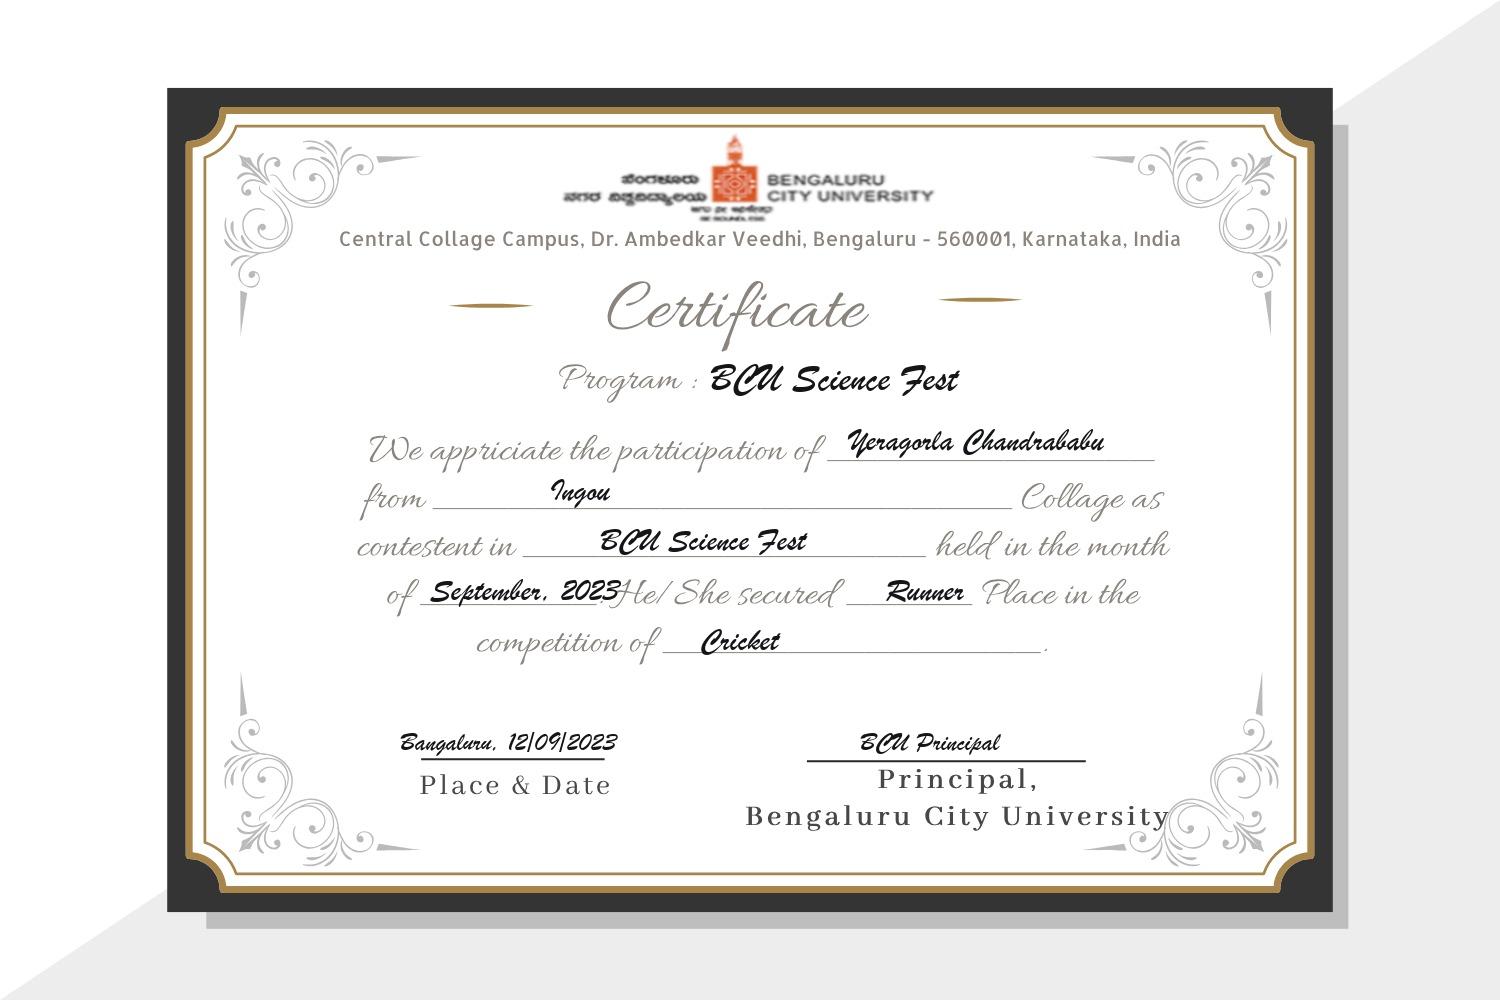 ಬೆಂಗಳೂರು
ನಗರ ವಿಶ್ವವಿದ್ಯಾಲಯ
BENGALURU
CITY UNIVERSITY
Central Collage Campus, Dr. Ambedkar Veedhi, Bengaluru - 560001, Karnataka, India
Certificate
Program : BCU Science Fest
We appriciate the participation of Yeragorla Chandrababu
from Ingou Collage as
contestent in BCU Science Fest held in the month
of September, 2023. He/She secured Runner Place in the
competition of Cricket.
Bangaluru, 12/09/2023
Place & Date
BCU Principal
Principal,
Bengaluru City University